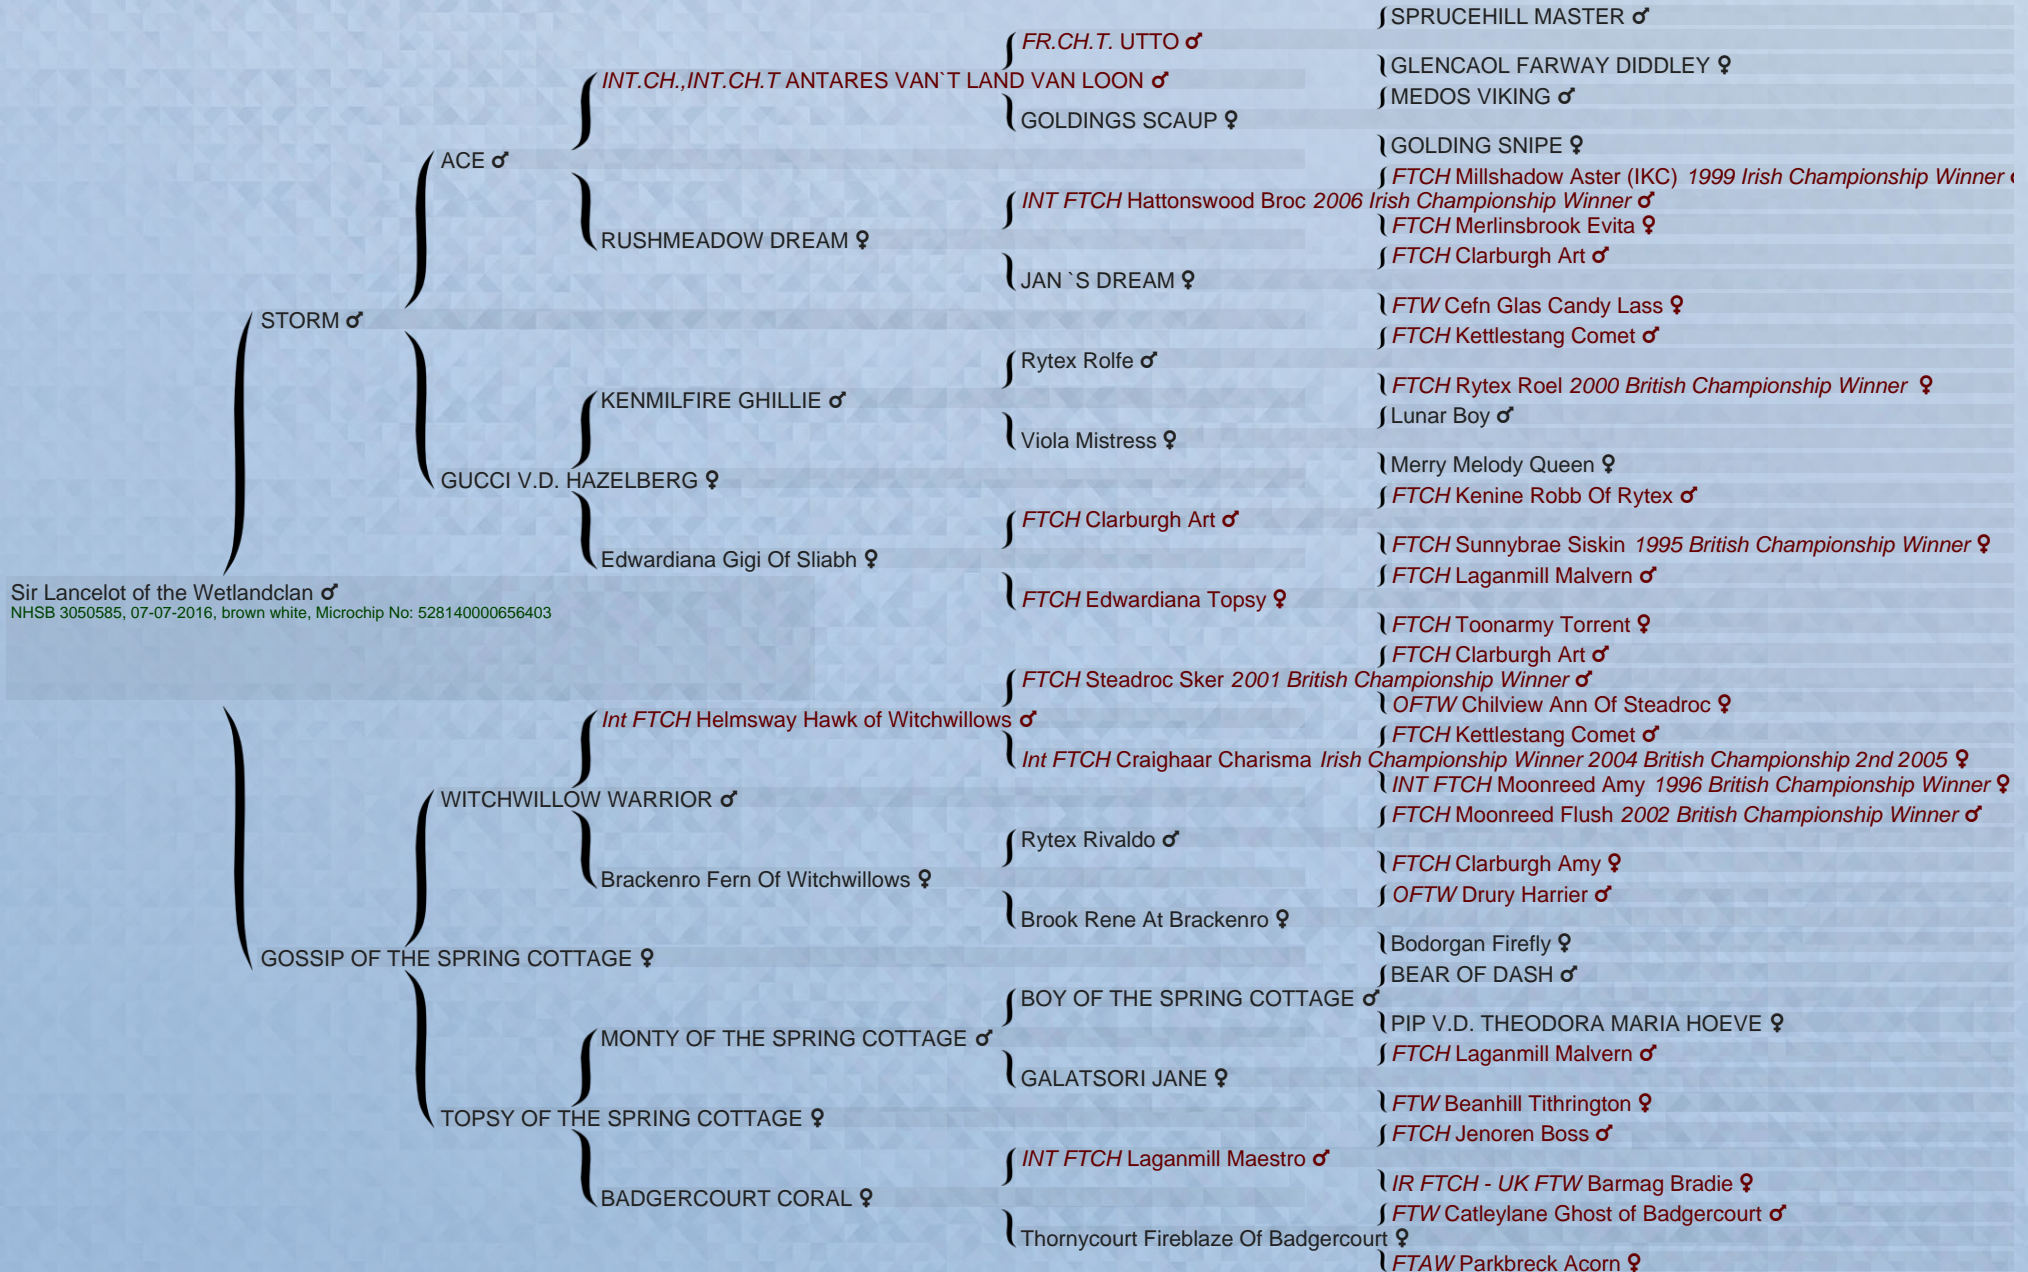 SPRUCEHILL MASTER ♂
FR.CH.T. UTTO ♂
GLENCAOL FARWAY DIDDLEY ♀
INT.CH.,INT.CH.T ANTARES VAN`T LAND VAN LOON ♂
MEDOS VIKING ♂
GOLDINGS SCAUP ♀
GOLDING SNIPE ♀
ACE ♂
FTCH Millshadow Aster (IKC) 1999 Irish Championship Winner
INT FTCH Hattonswood Broc 2006 Irish Championship Winner ♂
FTCH Merlinsbrook Evita ♀
RUSHMEADOW DREAM ♀
FTCH Clarburgh Art ♂
JAN `S DREAM ♀
FTW Cefn Glas Candy Lass ♀
STORM ♂
FTCH Kettlestang Comet ♂
Rytex Rolfe ♂
FTCH Rytex Roel 2000 British Championship Winner ♀
KENMILFIRE GHILLIE ♂
Lunar Boy ♂
Viola Mistress ♀
Merry Melody Queen ♀
GUCCI V.D. HAZELBERG ♀
FTCH Kenine Robb Of Rytex ♂
FTCH Clarburgh Art ♂
FTCH Sunnybrae Siskin 1995 British Championship Winner ♀
Edwardiana Gigi Of Sliabh ♀
FTCH Laganmill Malvern ♂
Sir Lancelot of the Wetlandclan ♂
FTCH Edwardiana Topsy ♀
NHSB 3050585, 07-07-2016, brown white, Microchip No: 528140000656403
FTCH Toonarmy Torrent ♀
FTCH Clarburgh Art ♂
FTCH Steadroc Sker 2001 British Championship Winner ♂
OFTW Chilview Ann Of Steadroc ♀
Int FTCH Helmsway Hawk of Witchwillows ♂
FTCH Kettlestang Comet ♂
Int FTCH Craighaar Charisma Irish Championship Winner 2004 British Championship 2nd 2005 ♀
INT FTCH Moonreed Amy 1996 British Championship Winner ♀
WITCHWILLOW WARRIOR ♂
FTCH Moonreed Flush 2002 British Championship Winner ♂
Rytex Rivaldo ♂
FTCH Clarburgh Amy ♀
Brackenro Fern Of Witchwillows ♀
OFTW Drury Harrier ♂
Brook Rene At Brackenro ♀
Bodorgan Firefly ♀
GOSSIP OF THE SPRING COTTAGE ♀
BEAR OF DASH ♂
BOY OF THE SPRING COTTAGE ♂
PIP V.D. THEODORA MARIA HOEVE ♀
MONTY OF THE SPRING COTTAGE ♂
FTCH Laganmill Malvern ♂
GALATSORI JANE ♀
FTW Beanhill Tithrington ♀
TOPSY OF THE SPRING COTTAGE ♀
FTCH Jenoren Boss ♂
INT FTCH Laganmill Maestro ♂
IR FTCH - UK FTW Barmag Bradie ♀
BADGERCOURT CORAL ♀
FTW Catleylane Ghost of Badgercourt ♂
Thornycourt Fireblaze Of Badgercourt ♀
FTAW Parkbreck Acorn ♀